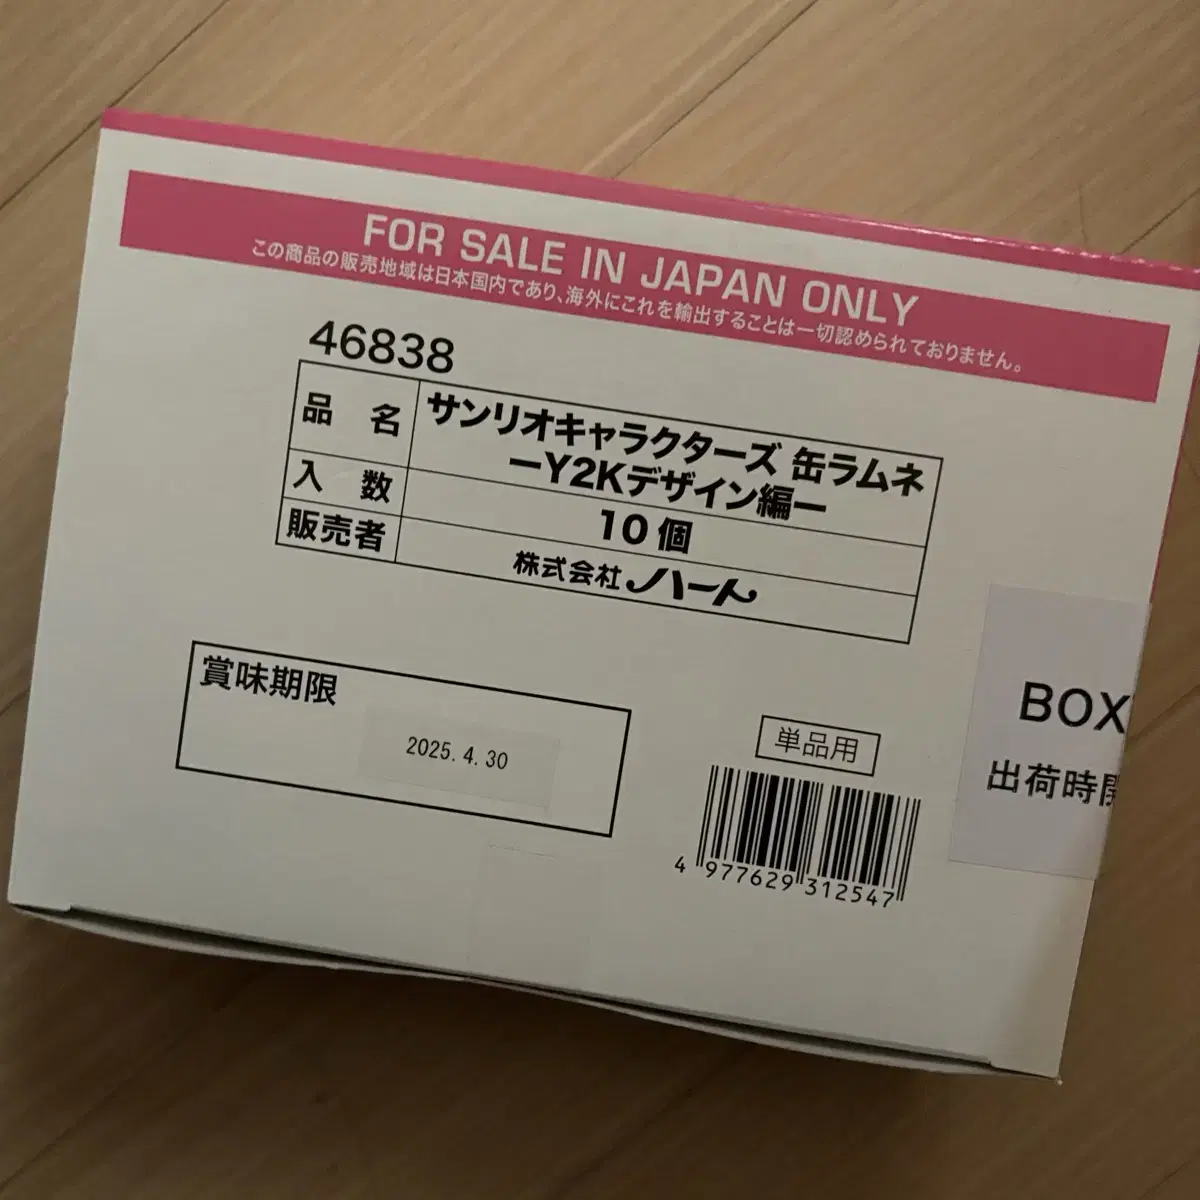 FOR SALE IN JAPAN ONLY
この商品の販売地域は日本国内であり、海外にこれを輸出することは一切認められておりません。
46838
品 名 サンリオキャラクターズ 缶ラムネ
ーY2Kデザイン編ー
入 数 10個
販売者 株式会社ハート
賞味期限
2025.4.30
単品用
4 977629 312547
BOX
出荷時開